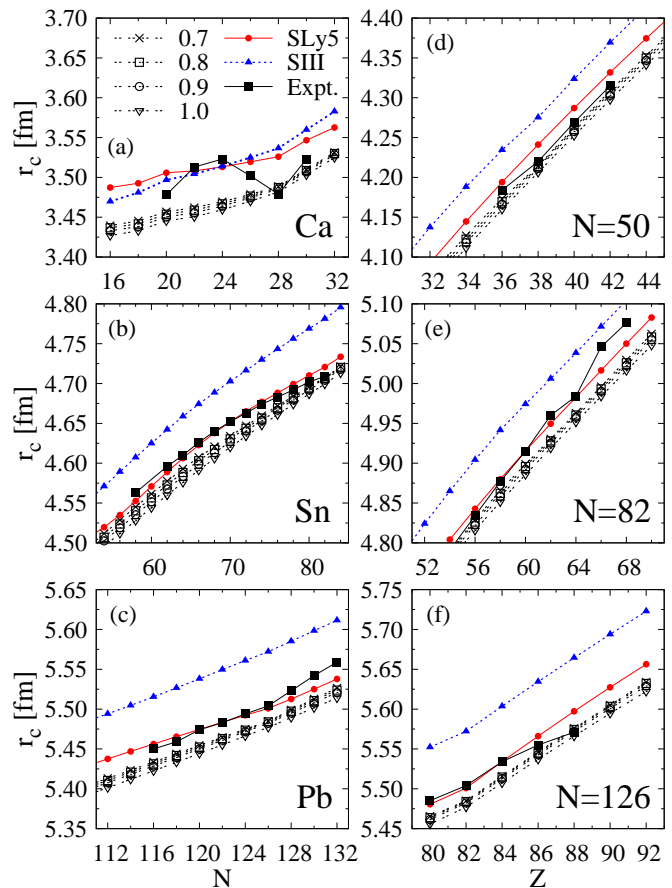 0.7 SLy5
0.8 SIII
0.9 Expt.
1.0
(a)
Ca
r_c [fm]
3.70
3.65
3.60
3.55
3.50
3.45
3.40
16 20 24 28 32
(d)
N=50
4.40
4.35
4.30
4.25
4.20
4.15
4.10
32 34 36 38 40 42 44
(b)
Sn
r_c [fm]
4.80
4.75
4.70
4.65
4.60
4.55
4.50
60 70 80
(e)
N=82
5.10
5.05
5.00
4.95
4.90
4.85
4.80
52 56 60 64 68
(c)
Pb
r_c [fm]
5.65
5.60
5.55
5.50
5.45
5.40
5.35
112 116 120 124 128 132
N
(f)
N=126
5.75
5.70
5.65
5.60
5.55
5.50
5.45
80 82 84 86 88 90 92
Z